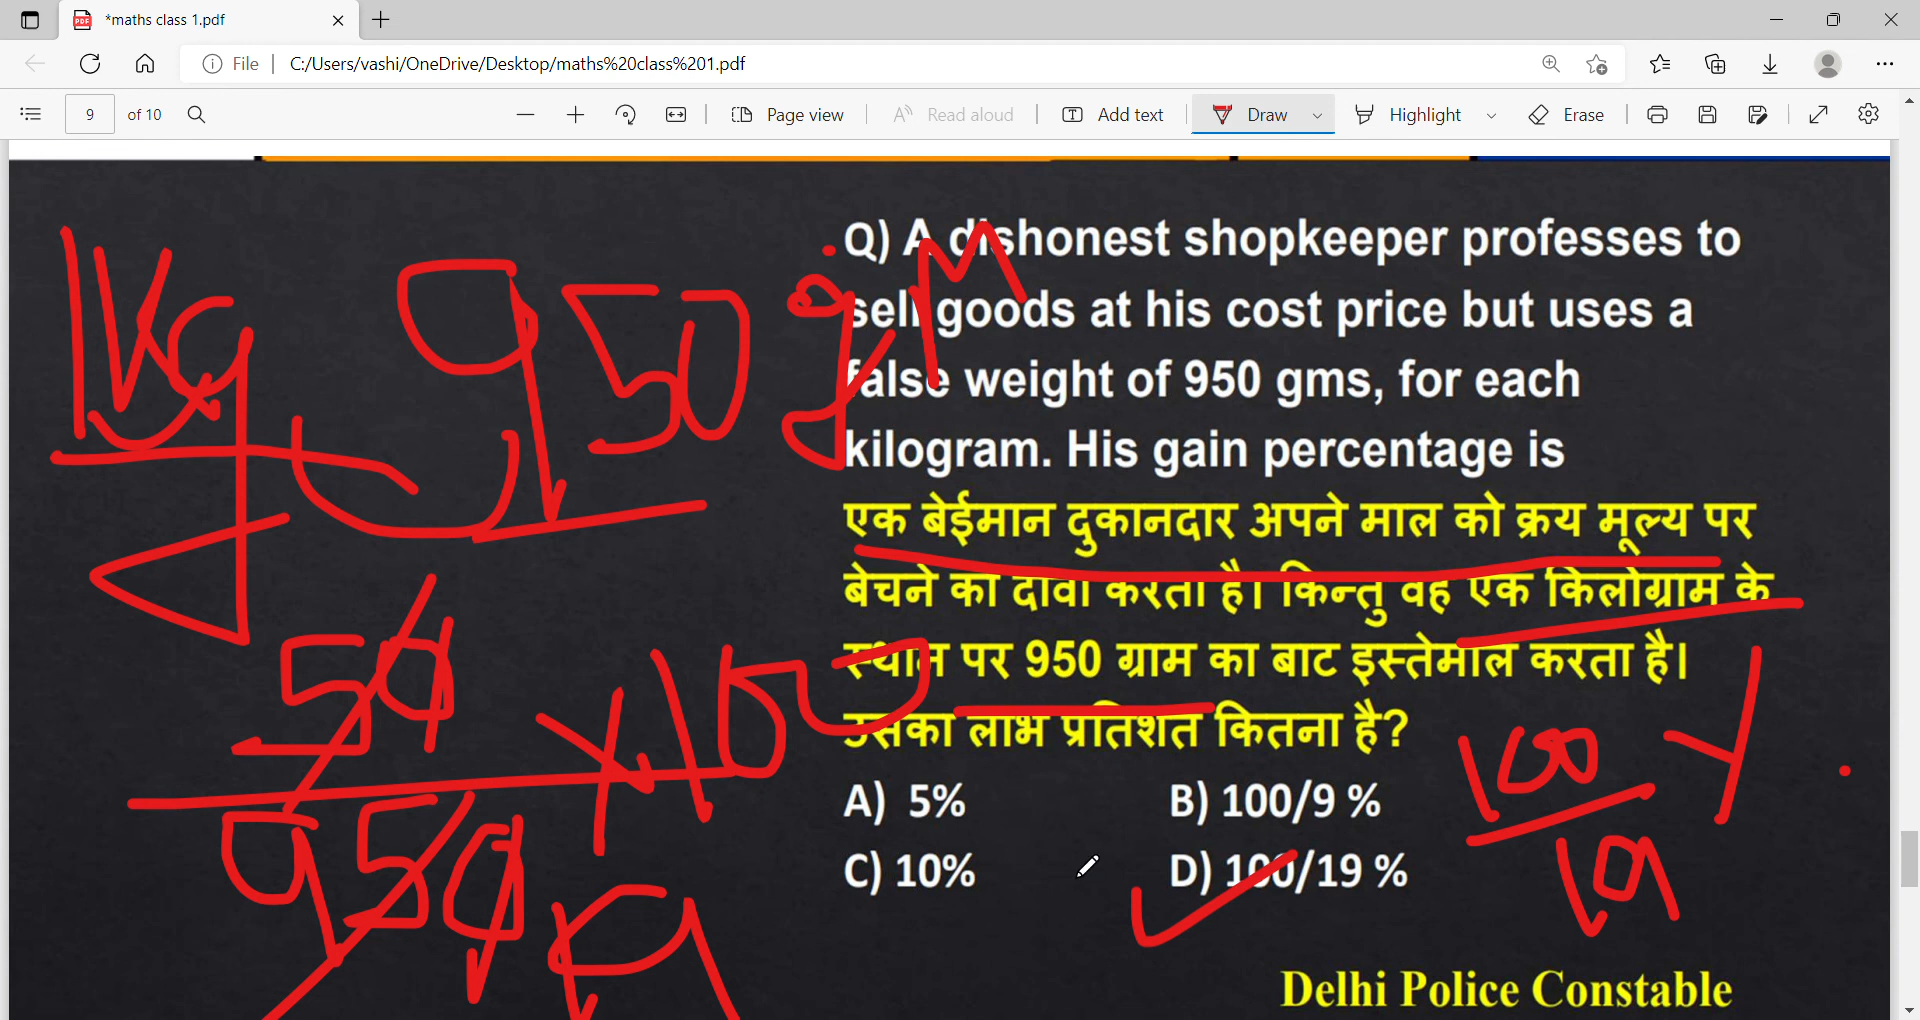 *maths class 1.pdf
File | C:/Users/vashi/OneDrive/Desktop/maths%20class%201.pdf
9 of 10 Page view Read aloud Add text Draw Highlight Erase
Q) A dishonest shopkeeper professes to
sell goods at his cost price but uses a
false weight of 950 gms, for each
kilogram. His gain percentage is
एक बेईमान दुकानदार अपने माल को क्रय मूल्य पर
बेचने का दावा करता है। किन्तु वह एक किलोग्राम के
स्थान पर 950 ग्राम का बाट इस्तेमाल करता है।
उसका लाभ प्रतिशत कितना है?
A) 5% B) 100/9 %
C) 10% D) 100/19 %
Delhi Police Constable
1kg 950 gm
50 x 100
950
100
19